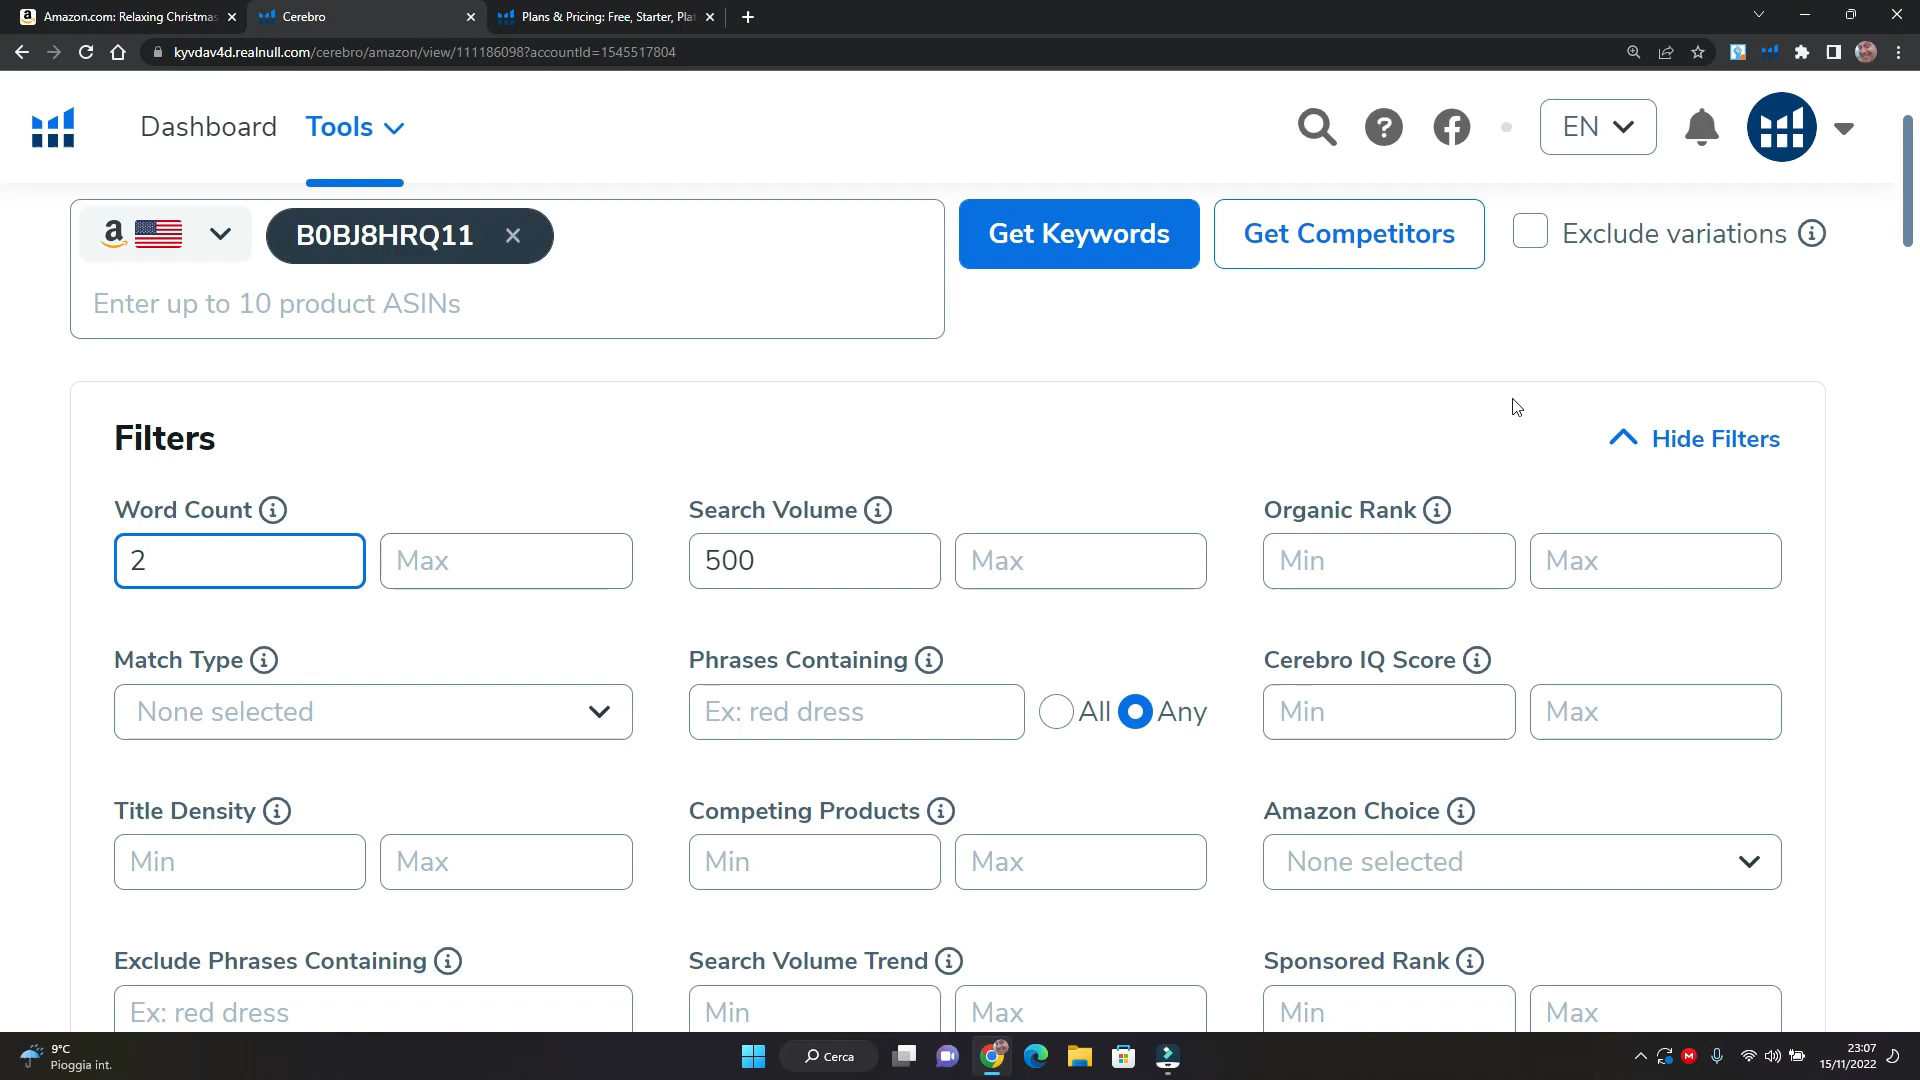 Amazon.com: Relaxing Christmas
Cerebro
Plans & Pricing: Free, Starter, Plat
kyvdav4d.realnull.com/cerebro/amazon/view/111186098?accountId=1545517804
Dashboard
Tools
EN
a
B0BJ8HRQ11
Enter up to 10 product ASINs
Get Keywords
Get Competitors
Exclude variations
Filters
Hide Filters
Word Count
Search Volume
Organic Rank
2
Max
500
Max
Min
Max
Match Type
Phrases Containing
Cerebro IQ Score
None selected
Ex: red dress
All
Any
Min
Max
Title Density
Competing Products
Amazon Choice
Min
Max
Min
Max
None selected
Exclude Phrases Containing
Search Volume Trend
Sponsored Rank
Ex: red dress
Min
Max
Min
Max
9°C
Pioggia int.
Cerca
23:07
15/11/2022